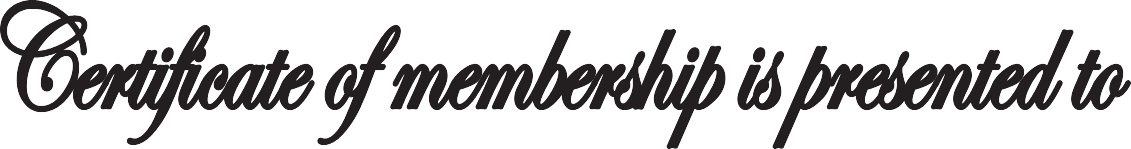 Certificate of membership is presented to